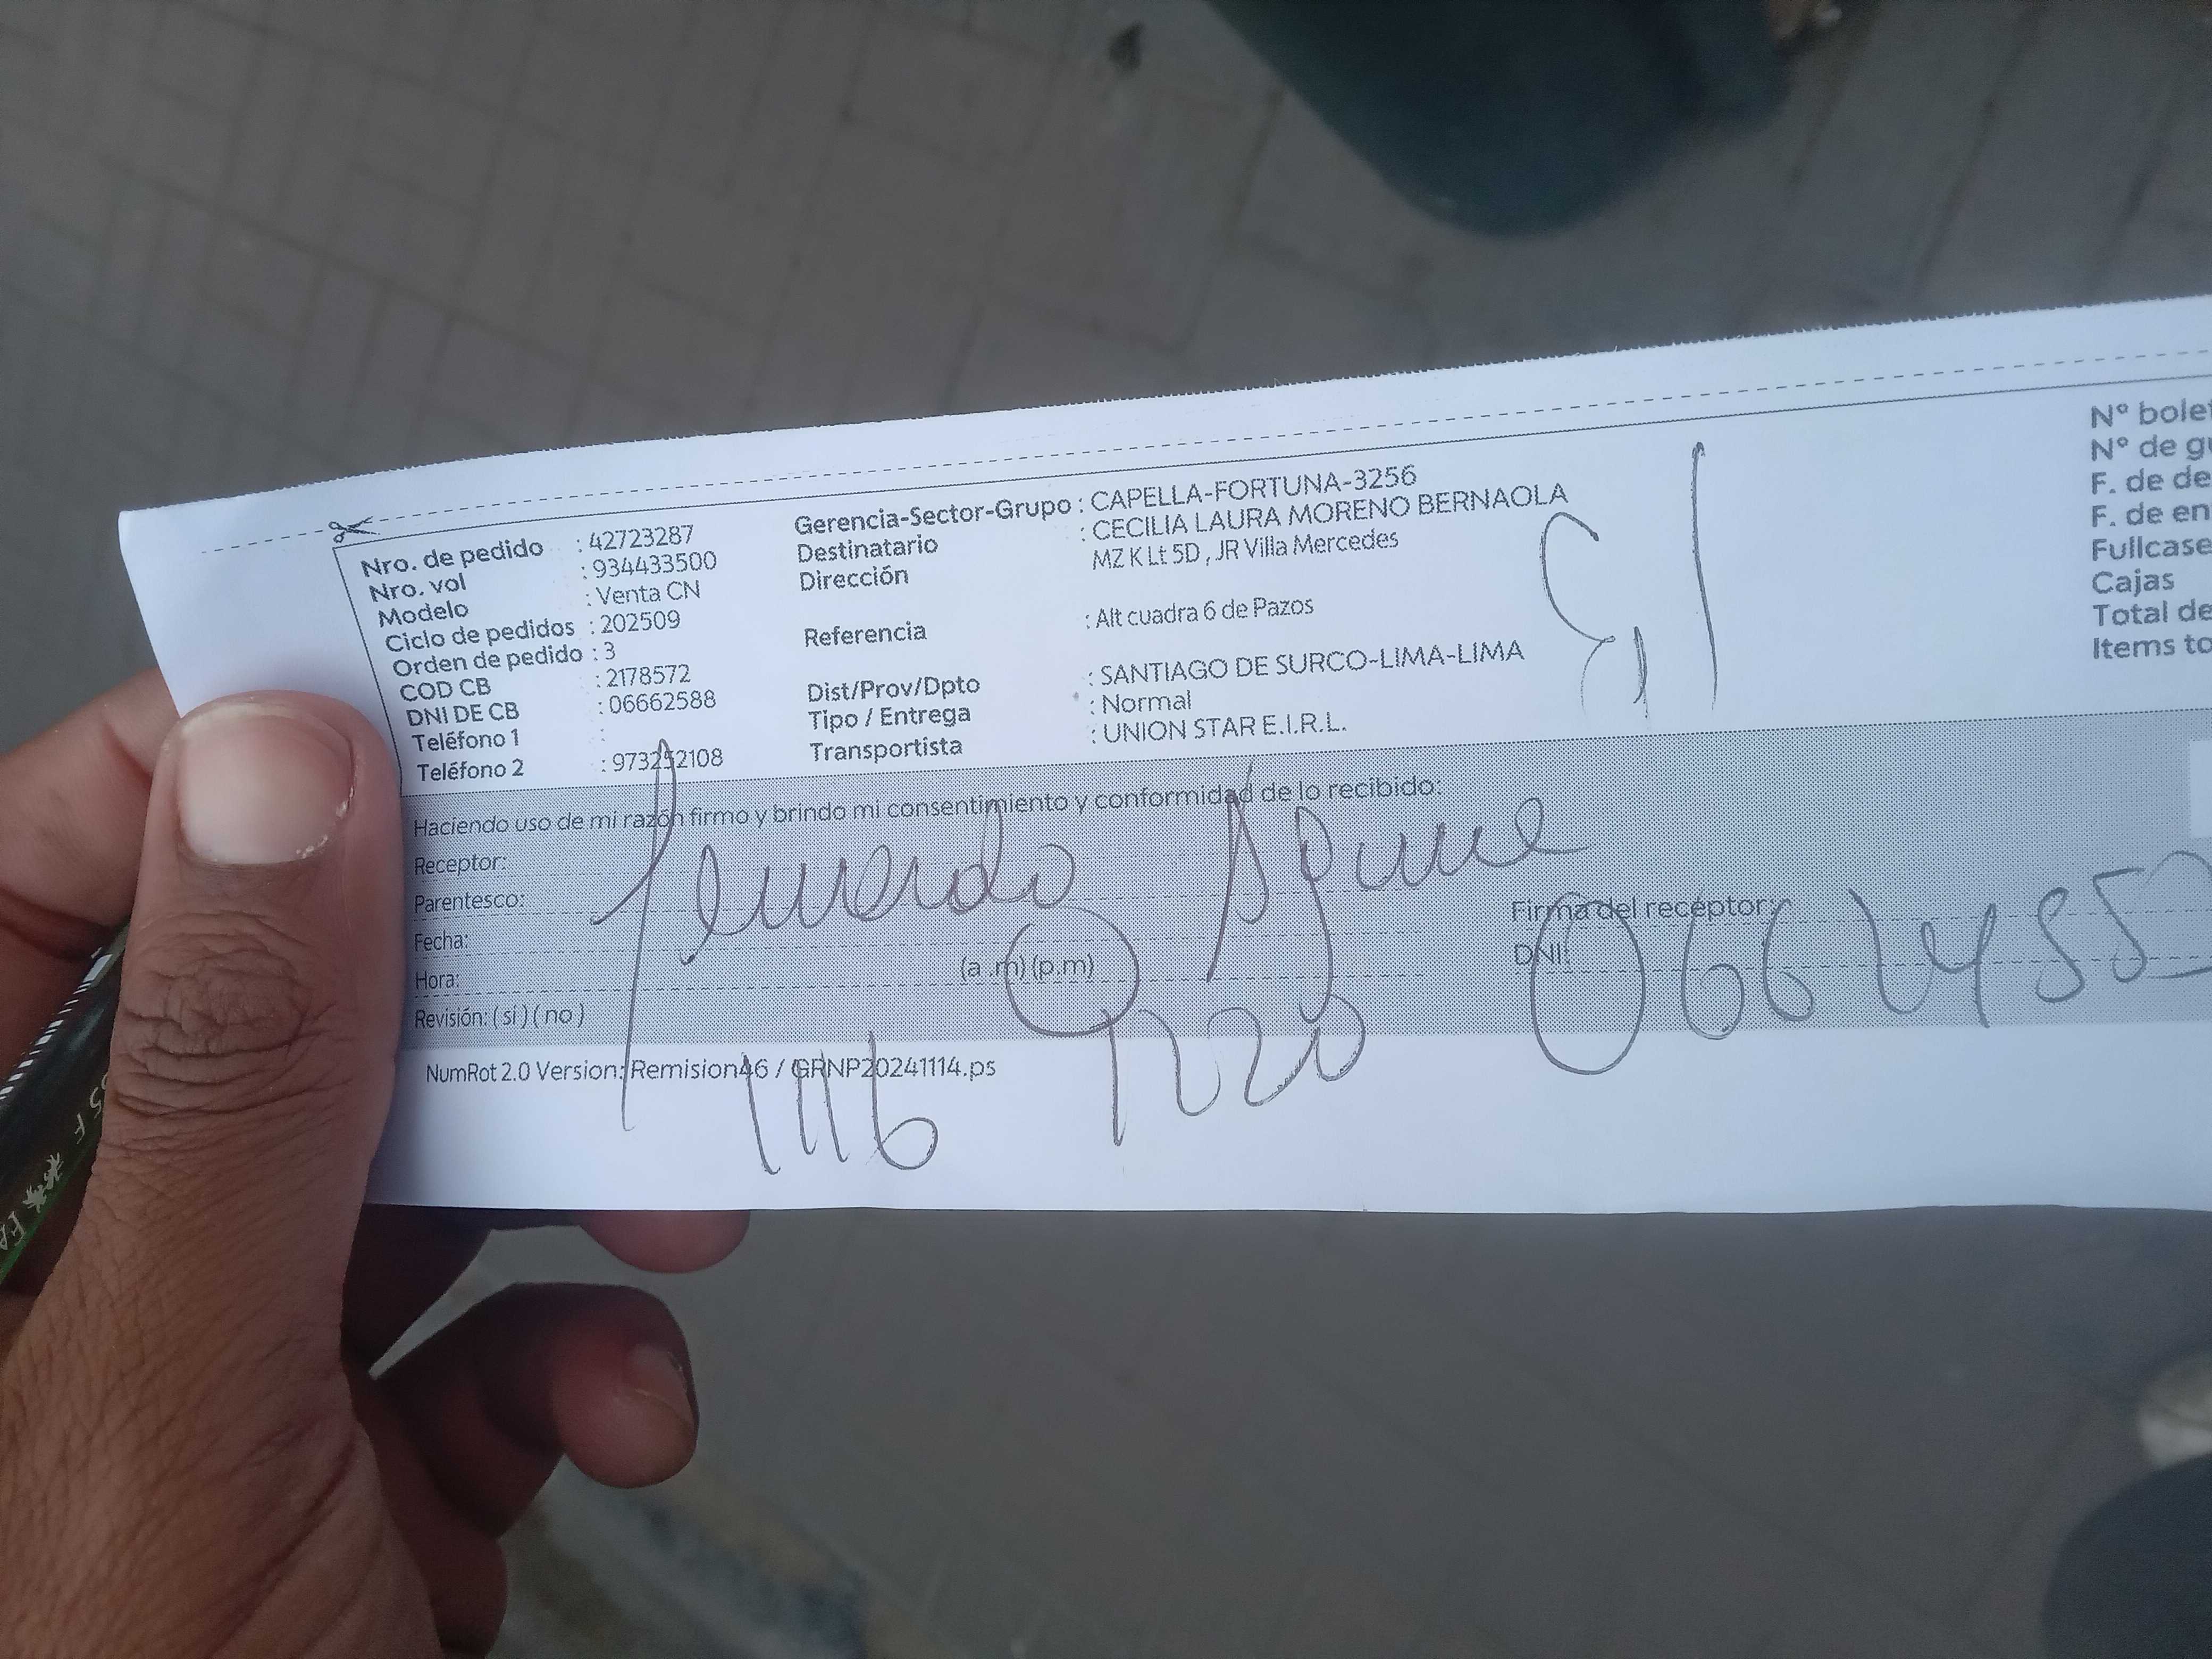 Nro. de pedido : 42723287
Nro. vol : 934433500
Modelo : Venta CN
Ciclo de pedidos : 202509
Orden de pedido : 3
COD CB : 2178572
DNI DE CB : 06662588
Teléfono 1 :
Teléfono 2 : 973252108
Gerencia-Sector-Grupo : CAPELLA-FORTUNA-3256
Destinatario : CECILIA LAURA MORENO BERNAOLA
Dirección MZ K Lt 5D , JR Villa Mercedes
Referencia : Alt cuadra 6 de Pazos
Dist/Prov/Dpto : SANTIAGO DE SURCO-LIMA-LIMA
Tipo / Entrega : Normal
Transportista : UNION STAR E.I.R.L.
N° bolet
N° de gu
F. de de
F. de en
Fullcase
Cajas
Total de
Items to
Haciendo uso de mi razón firmo y brindo mi consentimiento y conformidad de lo recibido:
Receptor:
Parentesco:
Fecha:
Hora: (a .m) (p.m)
Revisión: ( sí ) ( no )
Firma del receptor:
DNI:
NumRot 2.0 Version: Remision46 / GRNP20241114.ps
1220